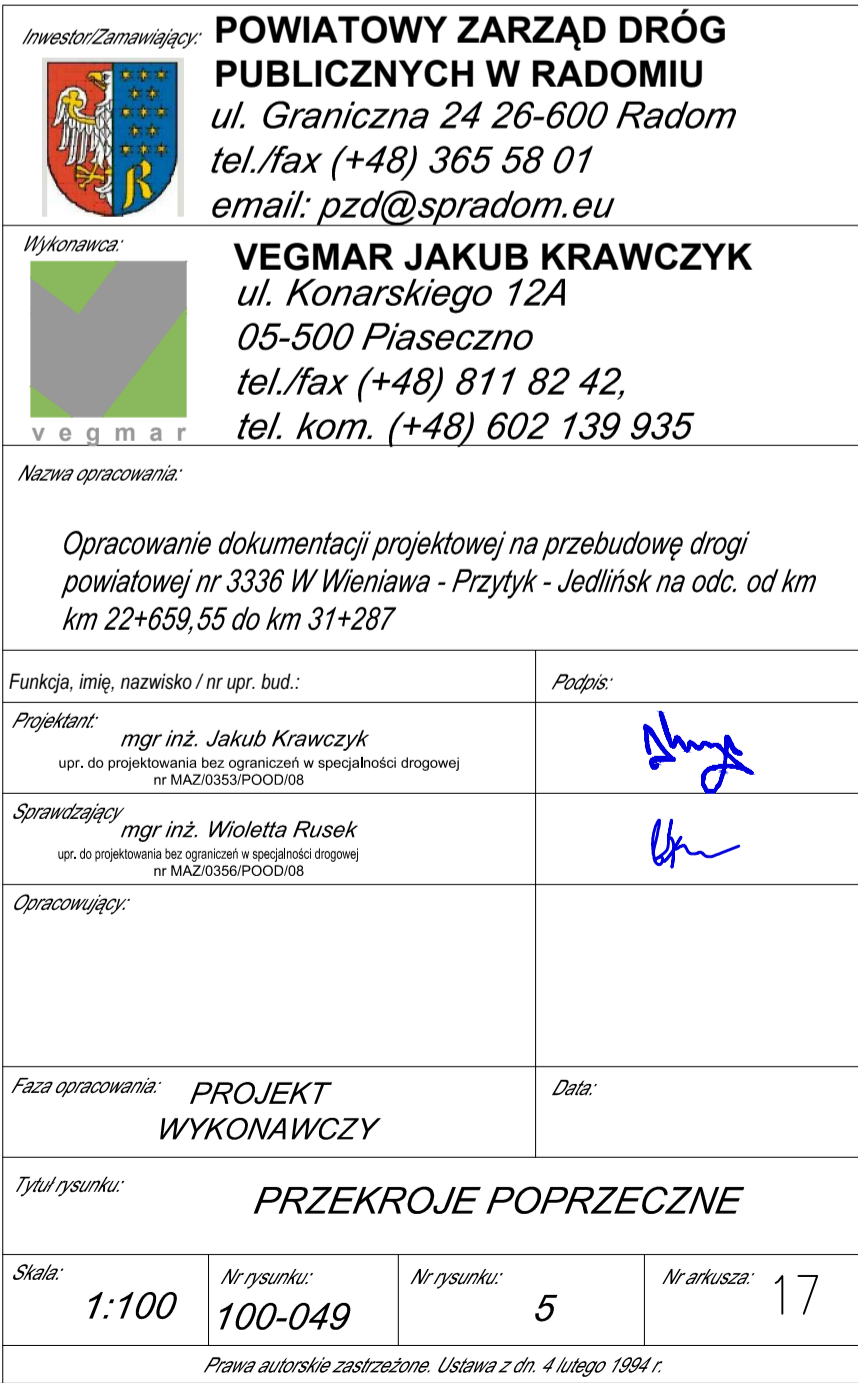 Inwestor/Zamawiający: POWIATOWY ZARZĄD DRÓG
PUBLICZNYCH W RADOMIU
ul. Graniczna 24 26-600 Radom
tel./fax (+48) 365 58 01
email: pzd@spradom.eu
R
Wykonawca:
VEGMAR JAKUB KRAWCZYK
ul. Konarskiego 12A
05-500 Piaseczno
tel./fax (+48) 811 82 42,
tel. kom. (+48) 602 139 935
vegmar
Nazwa opracowania:
Opracowanie dokumentacji projektowej na przebudowę drogi
powiatowej nr 3336 W Wieniawa - Przytyk - Jedlińsk na odc. od km
km 22+659,55 do km 31+287
Funkcja, imię, nazwisko / nr upr. bud.: Podpis:
Projektant:
mgr inż. Jakub Krawczyk
upr. do projektowania bez ograniczeń w specjalności drogowej
nr MAZ/0353/POOD/08
Sprawdzający
mgr inż. Wioletta Rusek
upr. do projektowania bez ograniczeń w specjalności drogowej
nr MAZ/0356/POOD/08
Opracowujący:
Faza opracowania: PROJEKT
WYKONAWCZY
Data:
Tytuł rysunku:
PRZEKROJE POPRZECZNE
Skala: 1:100
Nr rysunku: 100-049
Nr rysunku: 5
Nr arkusza: 17
Prawa autorskie zastrzeżone. Ustawa z dn. 4 lutego 1994 r.